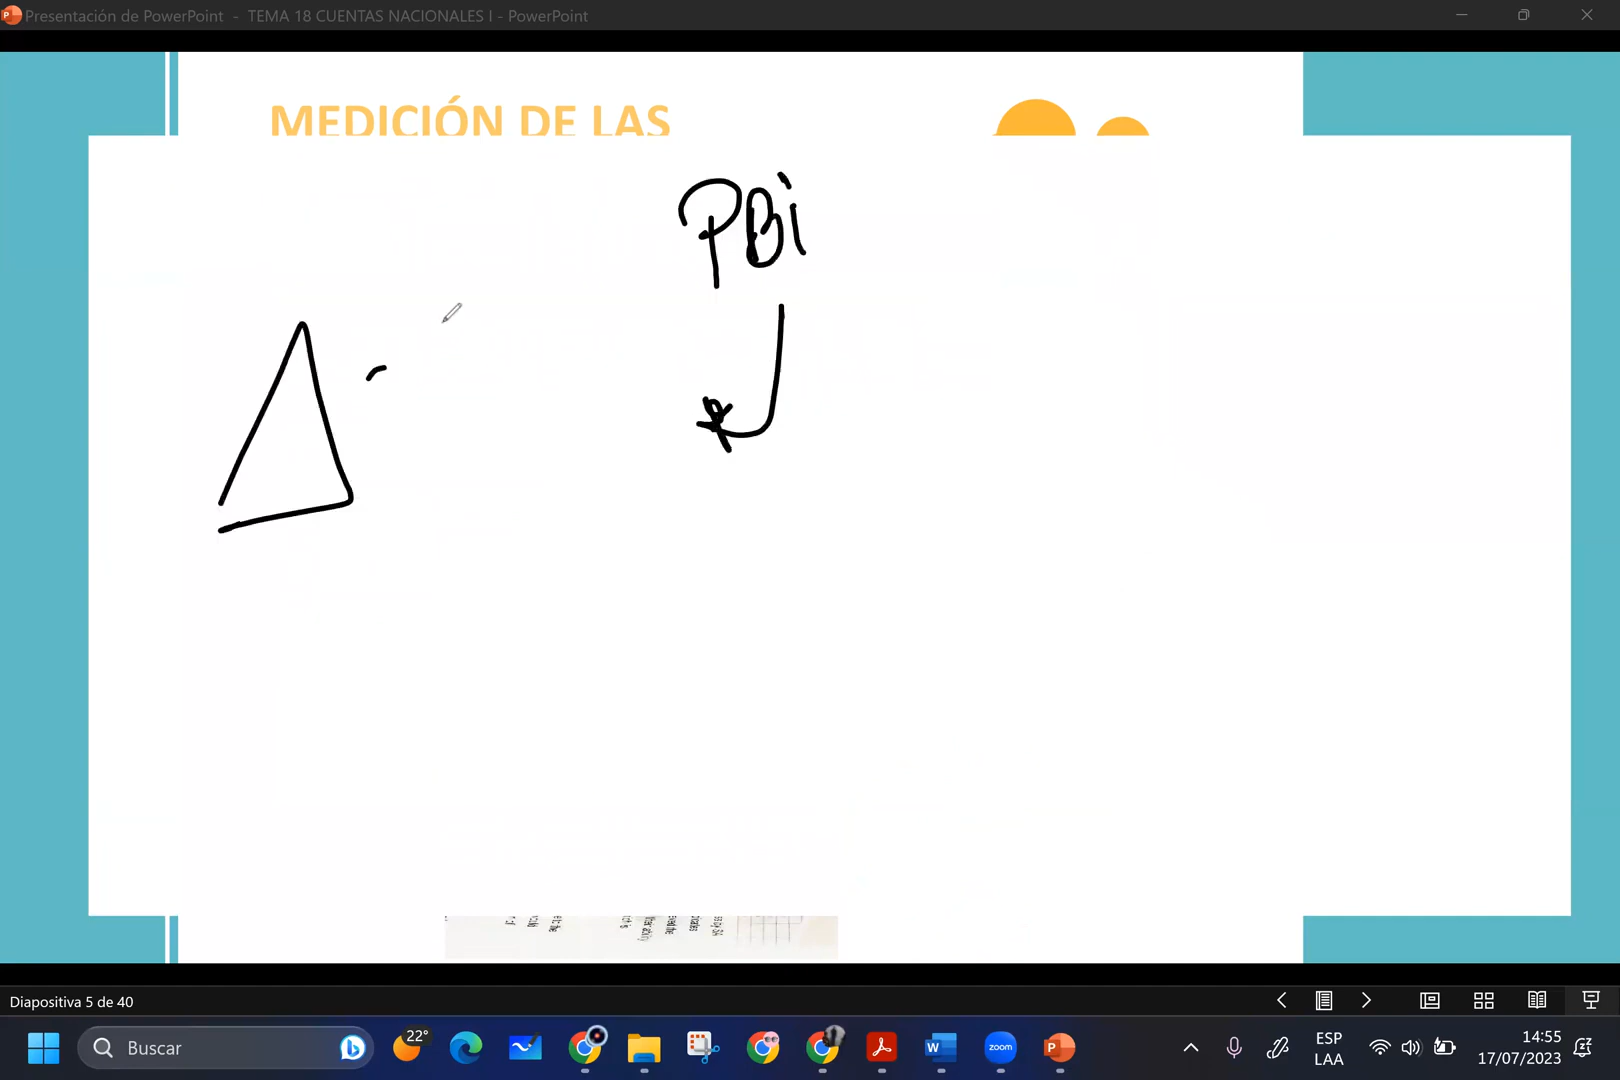 Presentación de PowerPoint - TEMA 18 CUENTAS NACIONALES I - PowerPoint
MEDICIÓN DE LAS
PBi
Diapositiva 5 de 40
Buscar
22°
zoom
ESP
LAA
14:55
17/07/2023